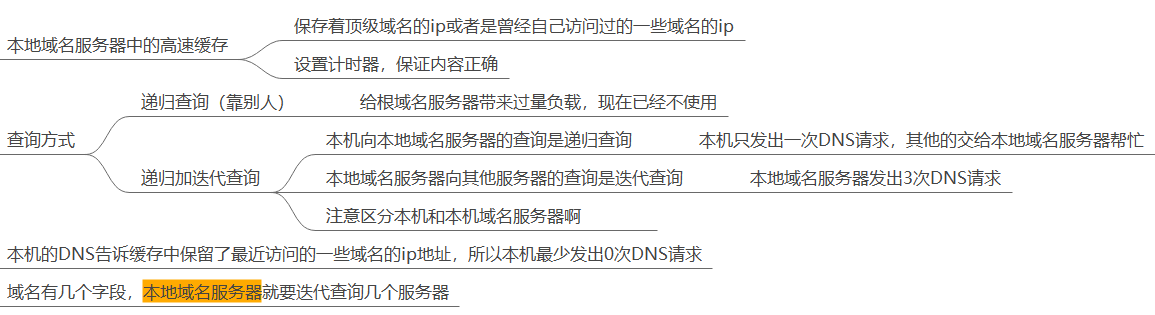 保存着顶级域名的ip或者是曾经自己访问过的一些域名的ip
本地域名服务器中的高速缓存
设置计时器，保证内容正确
递归查询（靠别人） 给根域名服务器带来过量负载，现在已经不使用
查询方式
本机向本地域名服务器的查询是递归查询 本机只发出一次DNS请求，其他的交给本地域名服务器帮忙
递归加迭代查询
本地域名服务器向其他服务器的查询是迭代查询 本地域名服务器发出3次DNS请求
注意区分本机和本机域名服务器啊
本机的DNS告诉缓存中保留了最近访问的一些域名的ip地址，所以本机最少发出0次DNS请求
域名有几个字段，本地域名服务器就要迭代查询几个服务器